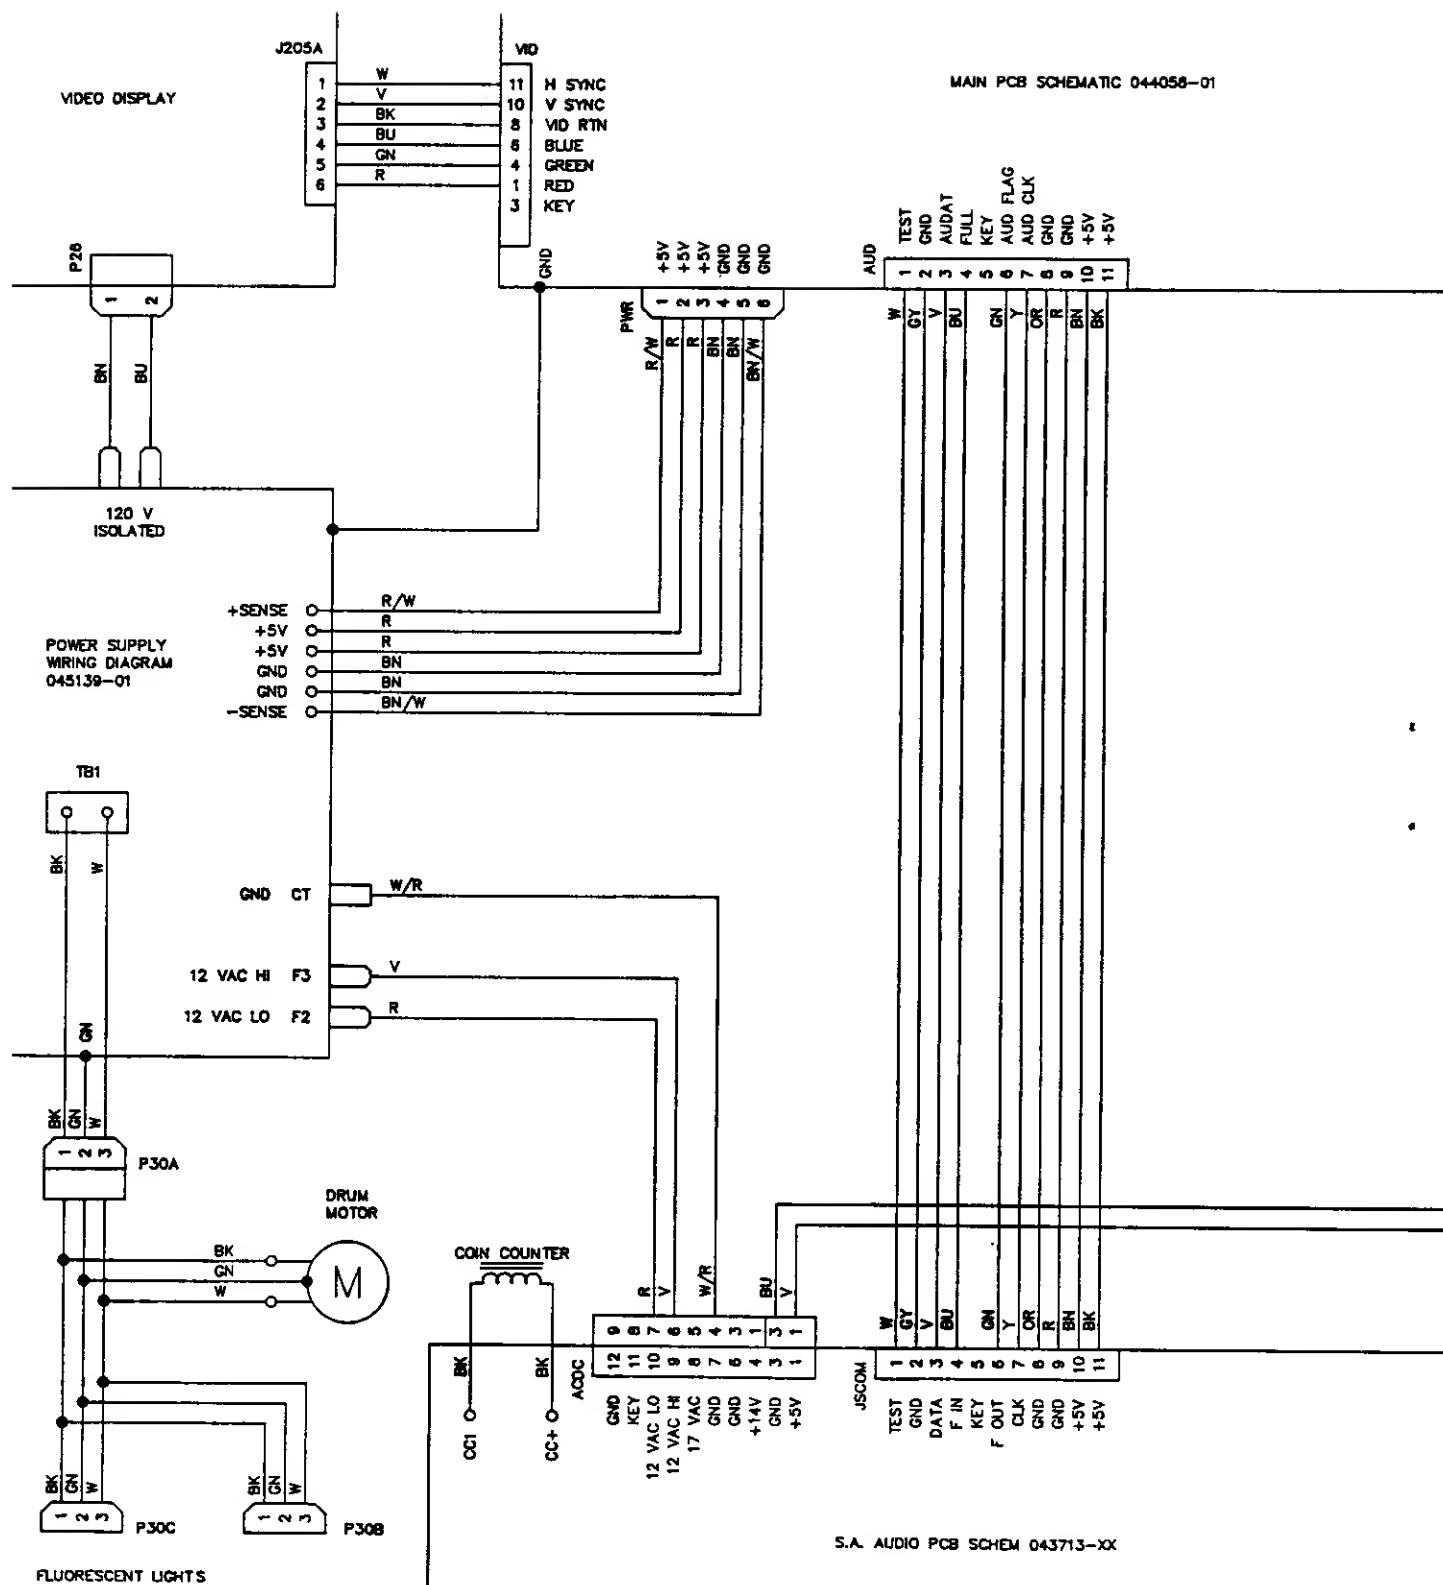 J205A
VID
1 W 11 H SYNC
2 V 10 V SYNC
3 BK 8 VID RTN
4 BU 6 BLUE
5 GN 4 GREEN
6 R 1 RED
3 KEY
VIDEO DISPLAY
MAIN PCB SCHEMATIC 044058-01
P28
1 2
BN BU
120 V
ISOLATED
GND
PWR
+5V +5V +5V GND GND GND
1 2 3 4 5 6
R/W R R BN BN BN/W
AUD
TEST GND AUDAT FULL KEY AUD FLAG AUD CLK GND GND +5V +5V
1 2 3 4 5 6 7 8 9 10 11
W GY V BU GN Y OR R BN BK
+SENSE R/W
+5V R
+5V R
GND BN
GND BN
-SENSE BN/W
POWER SUPPLY
WIRING DIAGRAM
045139-01
TB1
BK W
GND CT W/R
12 VAC HI F3 V
12 VAC LO F2 R
GN
BK GN W
1 2 3
P30A
DRUM
MOTOR
BK
GN
W
M
COIN COUNTER
BK BK
CC1 CC+
R V W/R BU V
9 8 7 6 5 4 3 1 3 1
12 11 10 9 8 7 6 4 3 1
ACDC
GND KEY 12 VAC LO 12 VAC HI 17 VAC GND GND +14V GND +5V
W GY V BU GN Y OR R BN BK
1 2 3 4 5 6 7 8 9 10 11
JSCOM
TEST GND DATA F IN KEY F OUT CLK GND GND +5V +5V
BK GN W
1 2 3
P30C
BK GN W
1 2 3
P30B
FLUORESCENT LIGHTS
S.A. AUDIO PCB SCHEM 043713-XX